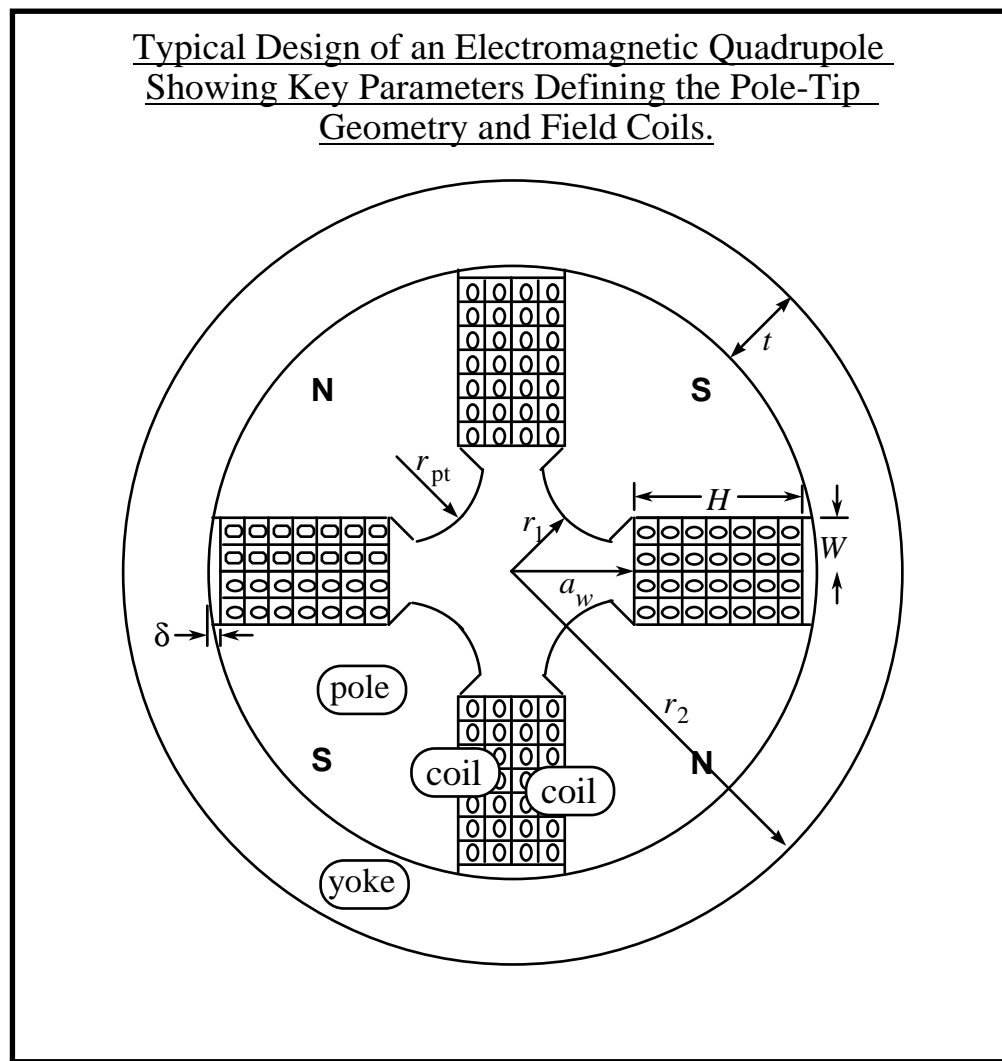 Typical Design of an Electromagnetic Quadrupole
Showing Key Parameters Defining the Pole-Tip
Geometry and Field Coils.
t
N
S
r_pt
H
r_1
W
a_w
δ
pole
r_2
S
N
coil
coil
yoke